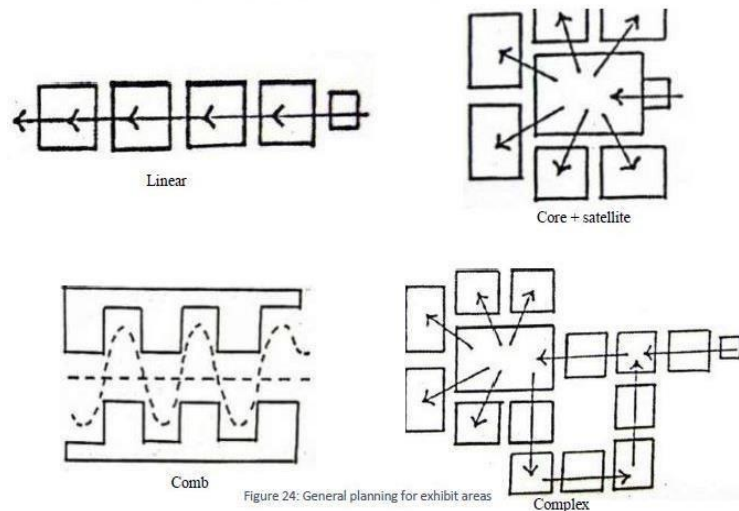 Linear
Core + satellite
Comb
Complex
Figure 24: General planning for exhibit areas